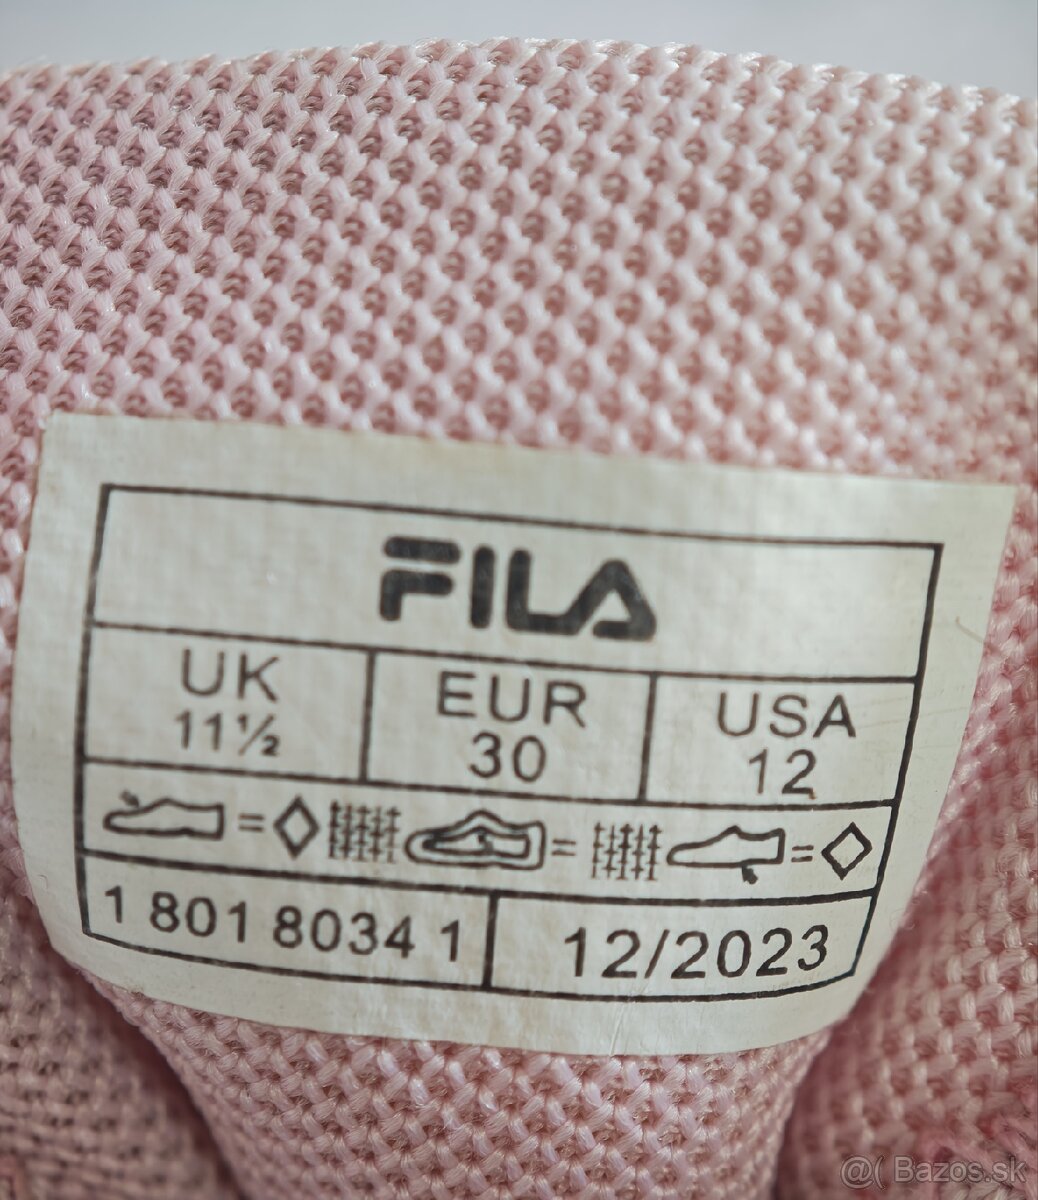 FILA
UK EUR USA
11½ 30 12
= =  =
1 801 8034 1 12/2023
@( Bazos.sk